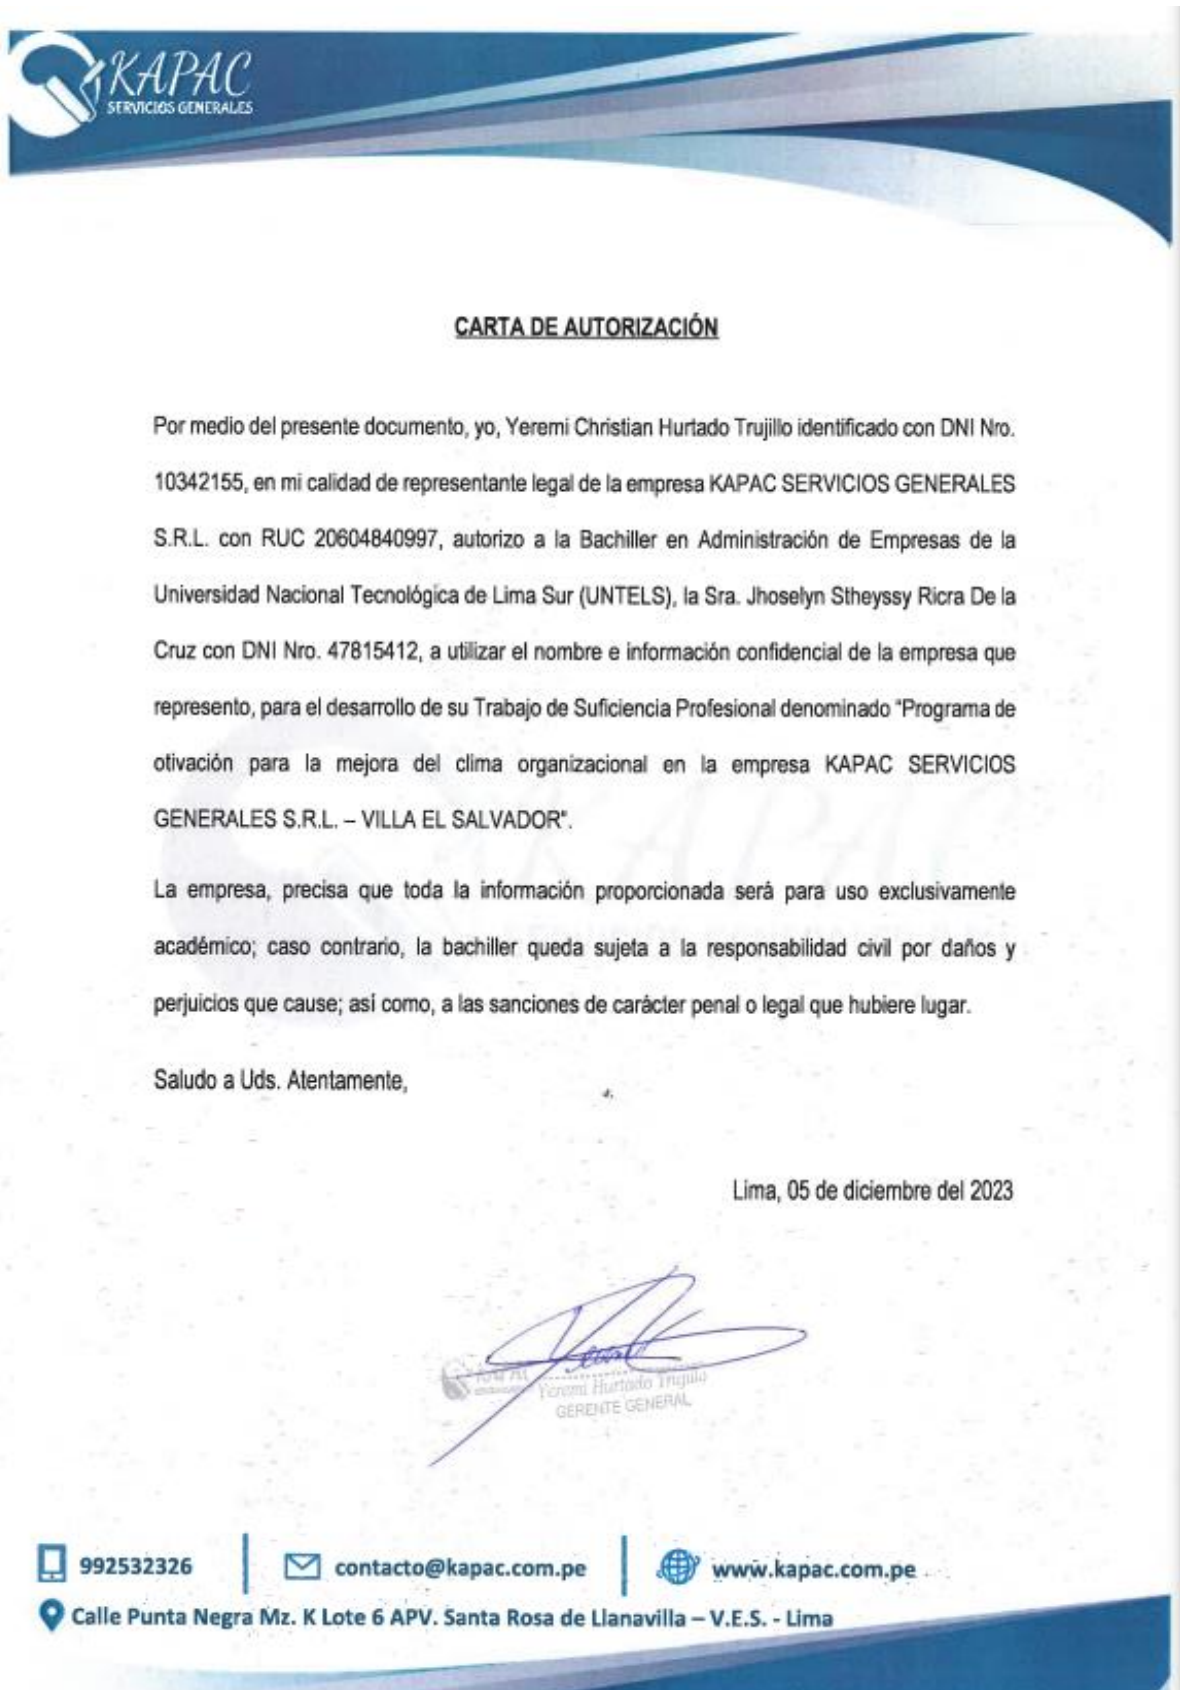 KAPAC
SERVICIOS GENERALES
CARTA DE AUTORIZACIÓN
Por medio del presente documento, yo, Yeremi Christian Hurtado Trujillo identificado con DNI Nro.
10342155, en mi calidad de representante legal de la empresa KAPAC SERVICIOS GENERALES
S.R.L. con RUC 20604840997, autorizo a la Bachiller en Administración de Empresas de la
Universidad Nacional Tecnológica de Lima Sur (UNTELS), la Sra. Jhoselyn Stheyssy Ricra De la
Cruz con DNI Nro. 47815412, a utilizar el nombre e información confidencial de la empresa que
represento, para el desarrollo de su Trabajo de Suficiencia Profesional denominado "Programa de
otivación para la mejora del clima organizacional en la empresa KAPAC SERVICIOS
GENERALES S.R.L. – VILLA EL SALVADOR".
La empresa, precisa que toda la información proporcionada será para uso exclusivamente
académico; caso contrario, la bachiller queda sujeta a la responsabilidad civil por daños y
perjuicios que cause; así como, a las sanciones de carácter penal o legal que hubiere lugar.
Saludo a Uds. Atentamente,
Lima, 05 de diciembre del 2023
KAPAC
Yeremi Hurtado Trujillo
GERENTE GENERAL
992532326
contacto@kapac.com.pe
www.kapac.com.pe
Calle Punta Negra Mz. K Lote 6 APV. Santa Rosa de Llanavilla – V.E.S. - Lima